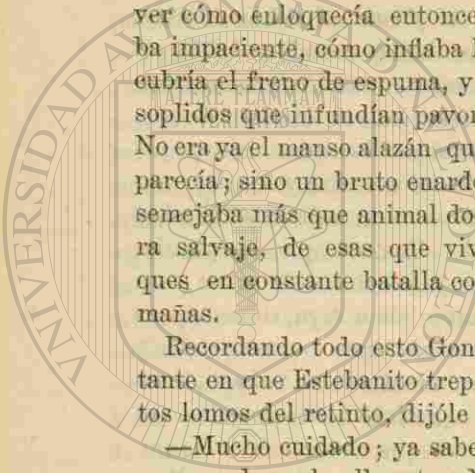 ver cómo enloquecía entonce
ba impaciente, cómo inflaba
cubría el freno de espuma, y
soplidos que infundían pavor
No era ya el manso alazán qu
parecía; sino un bruto enard
semejaba más que animal do
ra salvaje, de esas que viv
ques en constante batalla co
mañas.
Recordando todo esto Gon
tante en que Estebanito trep
tos lomos del retinto, dijóle
—Mucho cuidado; ya sabe